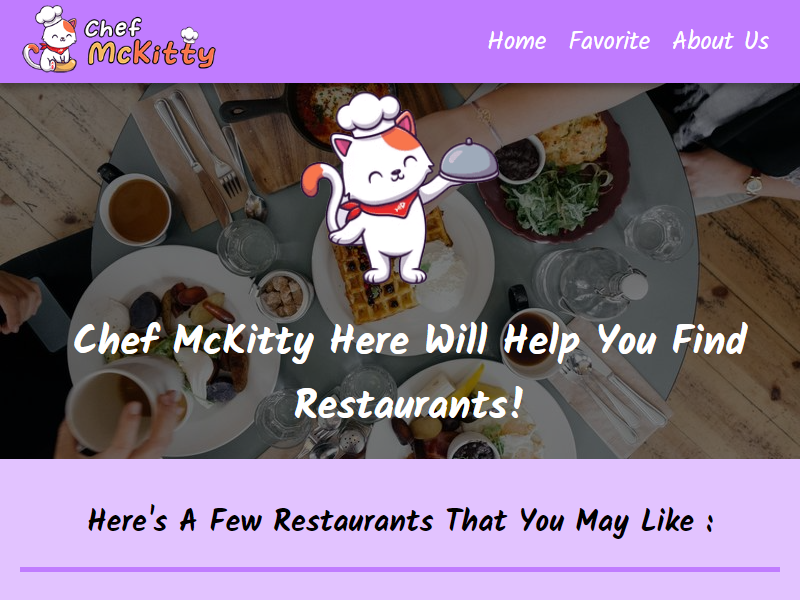 Chef
McKitty
Home Favorite About Us
Chef McKitty Here Will Help You Find
Restaurants!
Here's A Few Restaurants That You May Like :